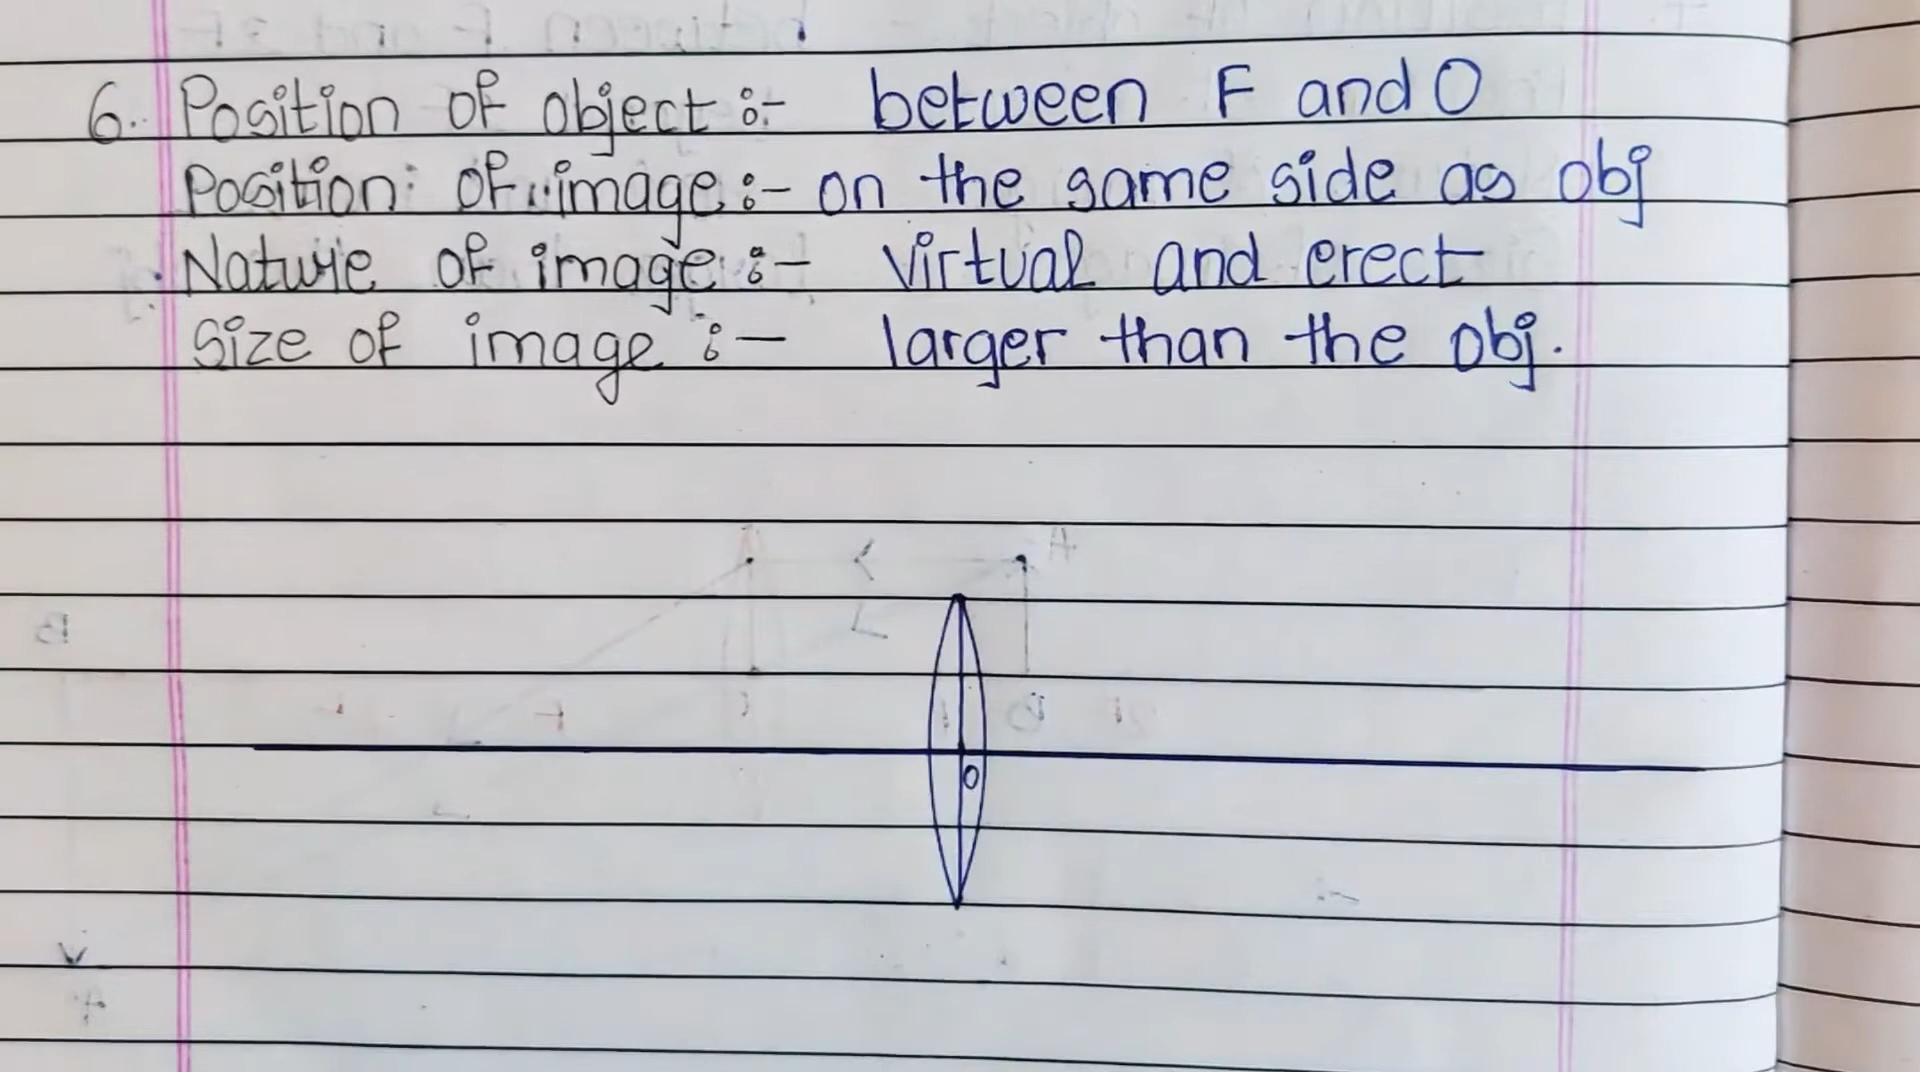 6. Position of object :- between F and O
Position of image :- on the same side as obj
Nature of image :- virtual and erect
Size of image :- larger than the obj.
O